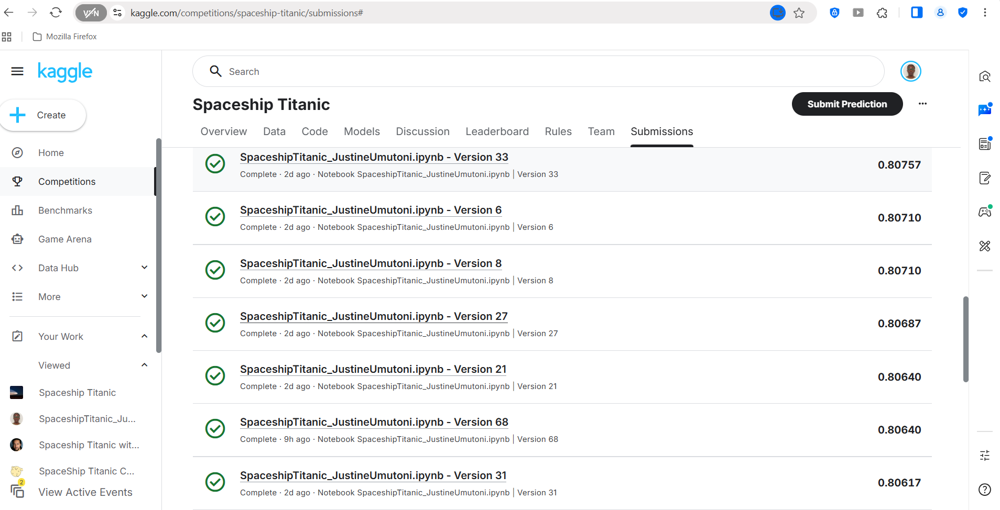 VPN
kaggle.com/competitions/spaceship-titanic/submissions#
Mozilla Firefox
kaggle
Search
Create
Spaceship Titanic
Submit Prediction
Overview Data Code Models Discussion Leaderboard Rules Team Submissions
Home
Competitions
Benchmarks
Game Arena
Data Hub
More
Your Work
Viewed
Spaceship Titanic
SpaceshipTitanic_Ju...
Spaceship Titanic wit...
SpaceShip Titanic C...
2
View Active Events
SpaceshipTitanic_JustineUmutoni.ipynb - Version 33
Complete · 2d ago · Notebook SpaceshipTitanic_JustineUmutoni.ipynb | Version 33
0.80757
SpaceshipTitanic_JustineUmutoni.ipynb - Version 6
Complete · 2d ago · Notebook SpaceshipTitanic_JustineUmutoni.ipynb | Version 6
0.80710
SpaceshipTitanic_JustineUmutoni.ipynb - Version 8
Complete · 2d ago · Notebook SpaceshipTitanic_JustineUmutoni.ipynb | Version 8
0.80710
SpaceshipTitanic_JustineUmutoni.ipynb - Version 27
Complete · 2d ago · Notebook SpaceshipTitanic_JustineUmutoni.ipynb | Version 27
0.80687
SpaceshipTitanic_JustineUmutoni.ipynb - Version 21
Complete · 2d ago · Notebook SpaceshipTitanic_JustineUmutoni.ipynb | Version 21
0.80640
SpaceshipTitanic_JustineUmutoni.ipynb - Version 68
Complete · 9h ago · Notebook SpaceshipTitanic_JustineUmutoni.ipynb | Version 68
0.80640
SpaceshipTitanic_JustineUmutoni.ipynb - Version 31
Complete · 2d ago · Notebook SpaceshipTitanic_JustineUmutoni.ipynb | Version 31
0.80617